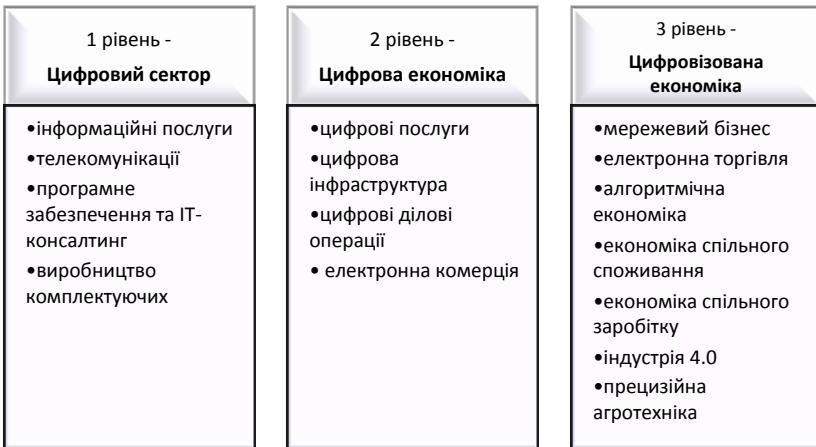 1 рівень -
Цифровий сектор
•інформаційні послуги
•телекомунікації
•програмне
забезпечення та ІТ-
консалтинг
•виробництво
комплектуючих
2 рівень -
Цифрова економіка
•цифрові послуги
•цифрова
інфраструктура
•цифрові ділові
операції
• електронна комерція
3 рівень -
Цифровізована
економіка
•мережевий бізнес
•електронна торгівля
•алгоритмічна
економіка
•економіка спільного
споживання
•економіка спільного
заробітку
•індустрія 4.0
•прецизійна
агротехніка